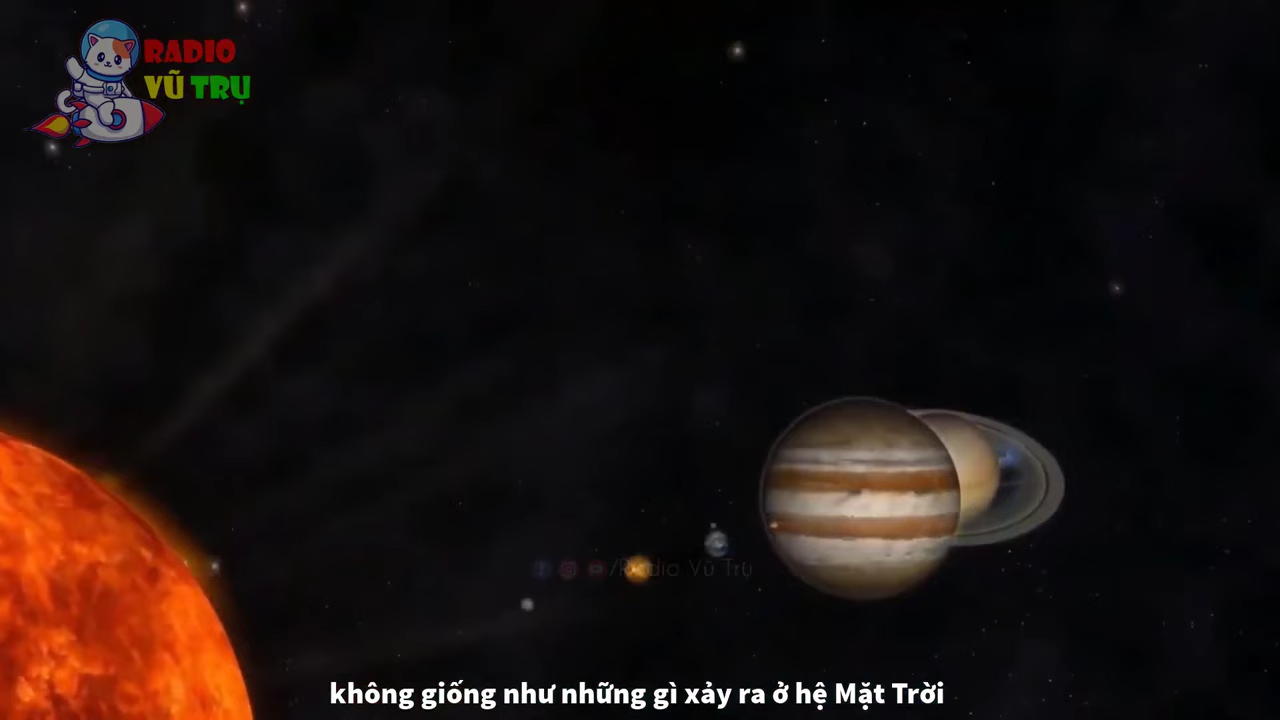 RADIO
VŨ TRỤ
/Radio Vũ Trụ
không giống như những gì xảy ra ở hệ Mặt Trời